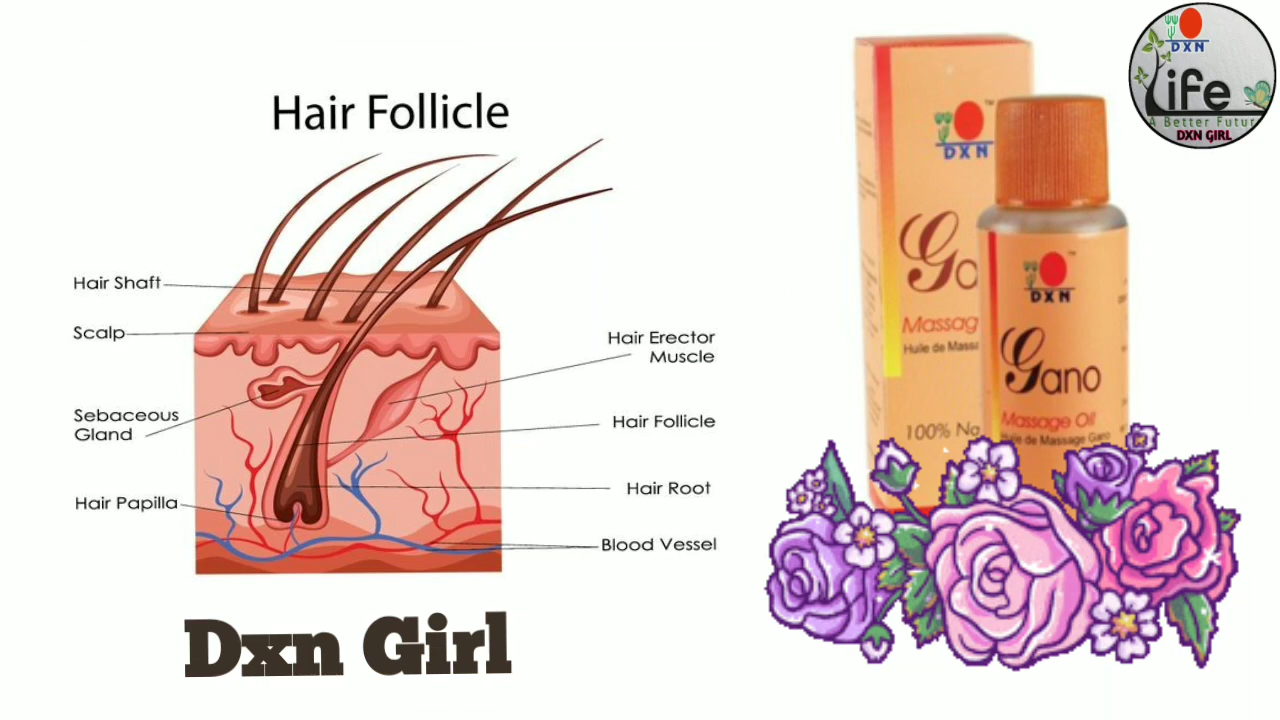 Hair Follicle
Hair Shaft
Scalp
Sebaceous
Gland
Hair Papilla
Hair Erector
Muscle
Hair Follicle
Hair Root
Blood Vessel
Dxn Girl
DXN
Go
Massag
Huile de Massa
100% Na
DXN
Gano
Massage Oil
Huile de Massage Gano
DXN
Life
A Better Futur
DXN GIRL